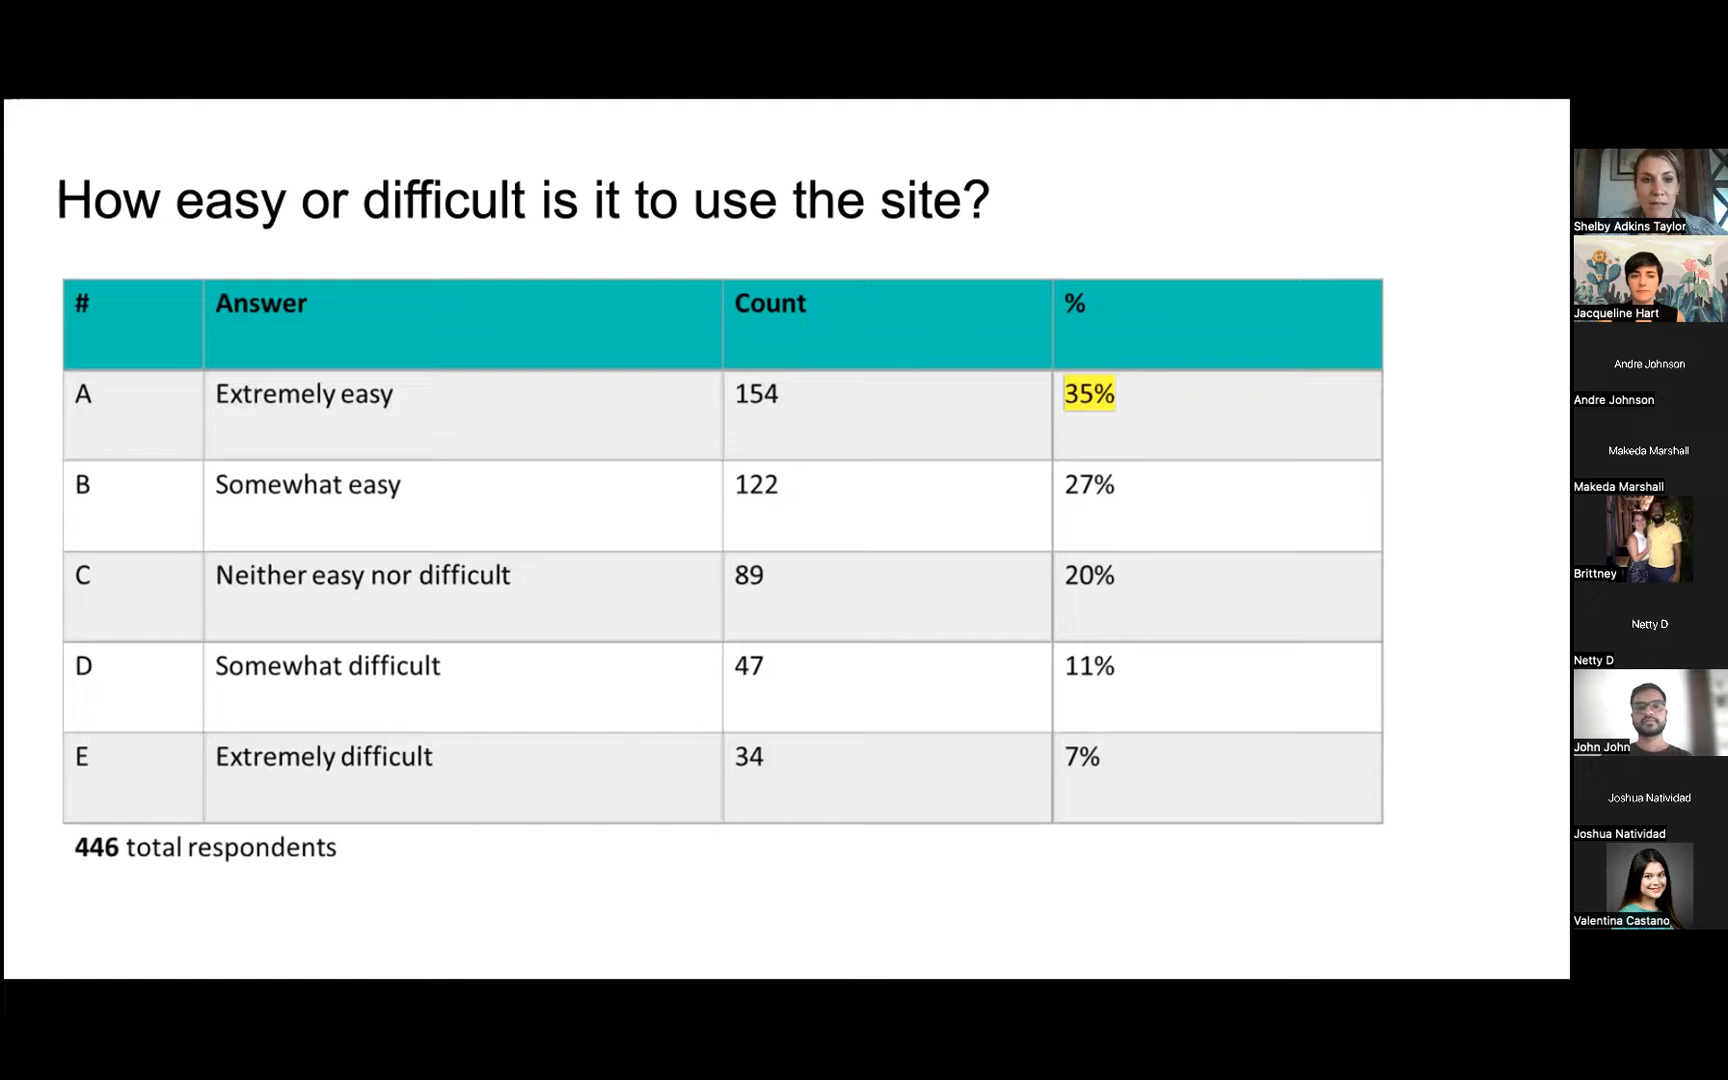 How easy or difficult is it to use the site?
# Answer Count %
A Extremely easy 154 35%
B Somewhat easy 122 27%
C Neither easy nor difficult 89 20%
D Somewhat difficult 47 11%
E Extremely difficult 34 7%
446 total respondents
Shelby Adkins Taylor
Jacqueline Hart
Andre Johnson
Andre Johnson
Makeda Marshall
Makeda Marshall
Brittney
Netty D
Netty D
John John
Joshua Natividad
Joshua Natividad
Valentina Castano